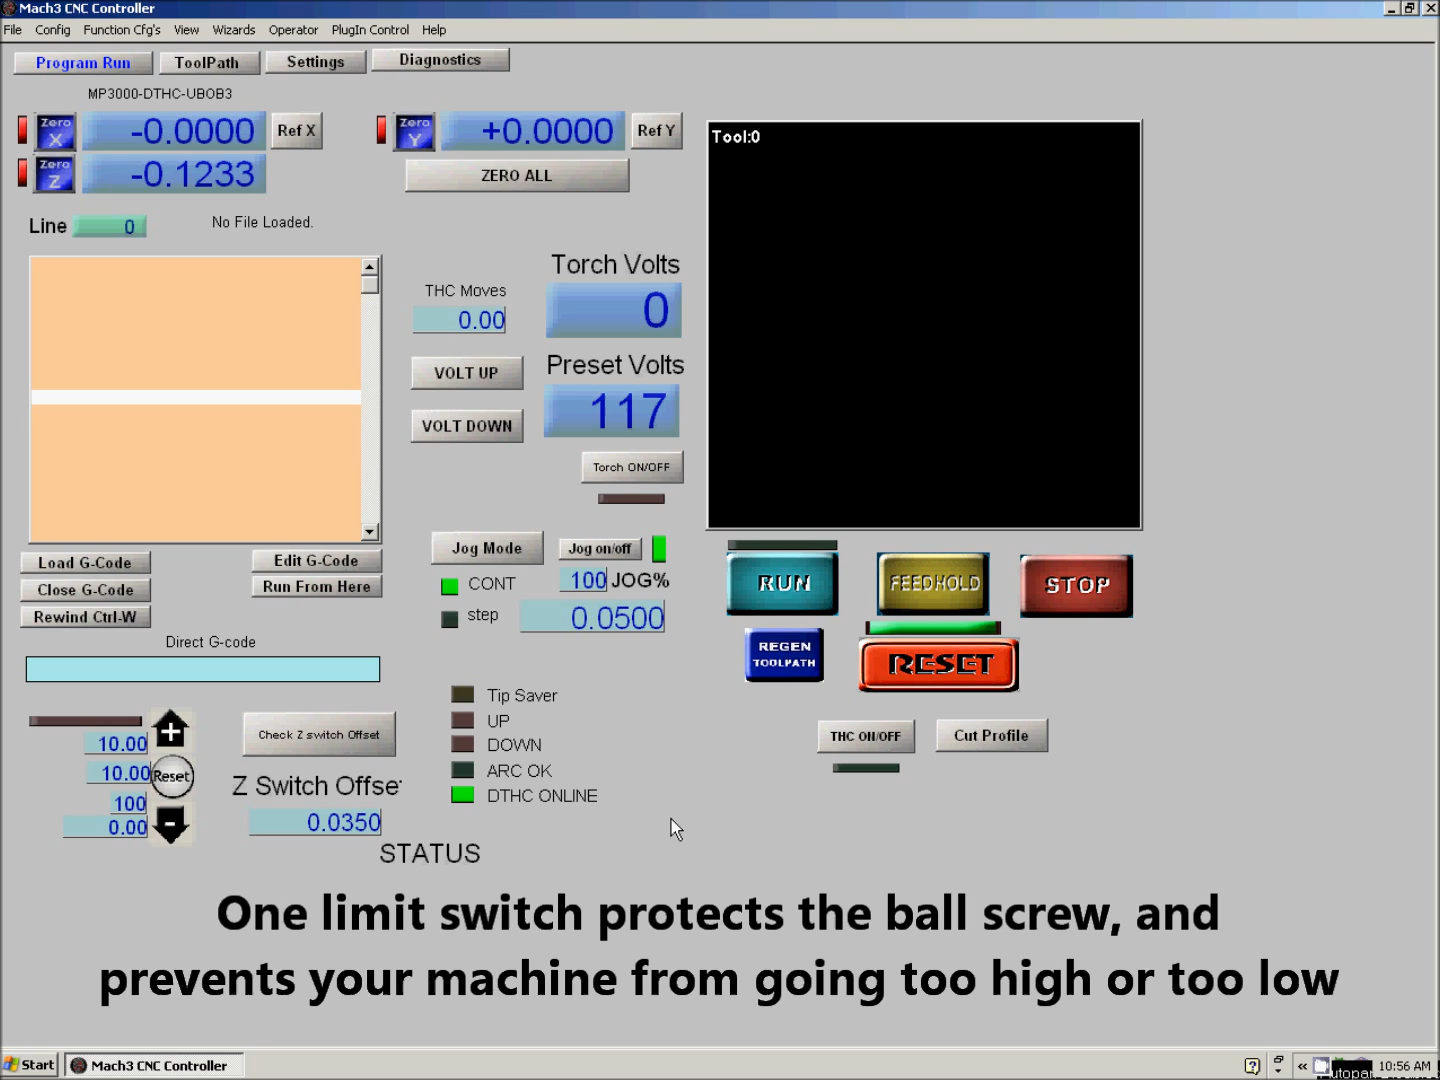 Mach3 CNC Controller
File Config Function Cfg's View Wizards Operator PlugIn Control Help
Program Run ToolPath Settings Diagnostics
MP3000-DTHC-UBOB3
Zero X -0.0000 Ref X Zero Y +0.0000 Ref Y
Zero Z -0.1233 ZERO ALL
Tool:0
Line 0 No File Loaded.
Torch Volts
THC Moves
0.00 0
VOLT UP Preset Volts
VOLT DOWN 117
Torch ON/OFF
Jog Mode Jog on/off
CONT 100 JOG%
step 0.0500
Load G-Code Edit G-Code
Close G-Code Run From Here
Rewind Ctrl-W
Direct G-code
RUN FEEDHOLD STOP
REGEN TOOLPATH RESET
THC ON/OFF Cut Profile
+
10.00
10.00 Reset
100
0.00 -
Check Z switch Offset
Z Switch Offse
0.0350
Tip Saver
UP
DOWN
ARC OK
DTHC ONLINE
STATUS
One limit switch protects the ball screw, and
prevents your machine from going too high or too low
Start Mach3 CNC Controller ? « 10:56 AM